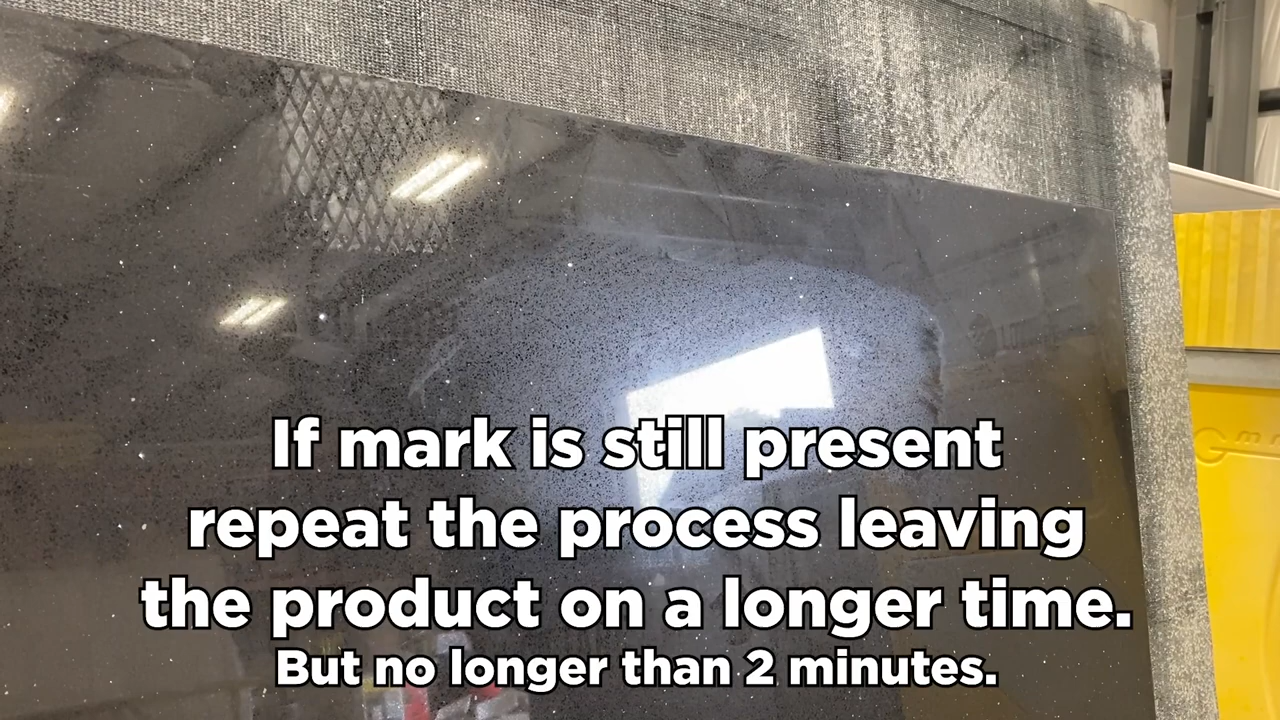 If mark is still present
repeat the process leaving
the product on a longer time.
But no longer than 2 minutes.